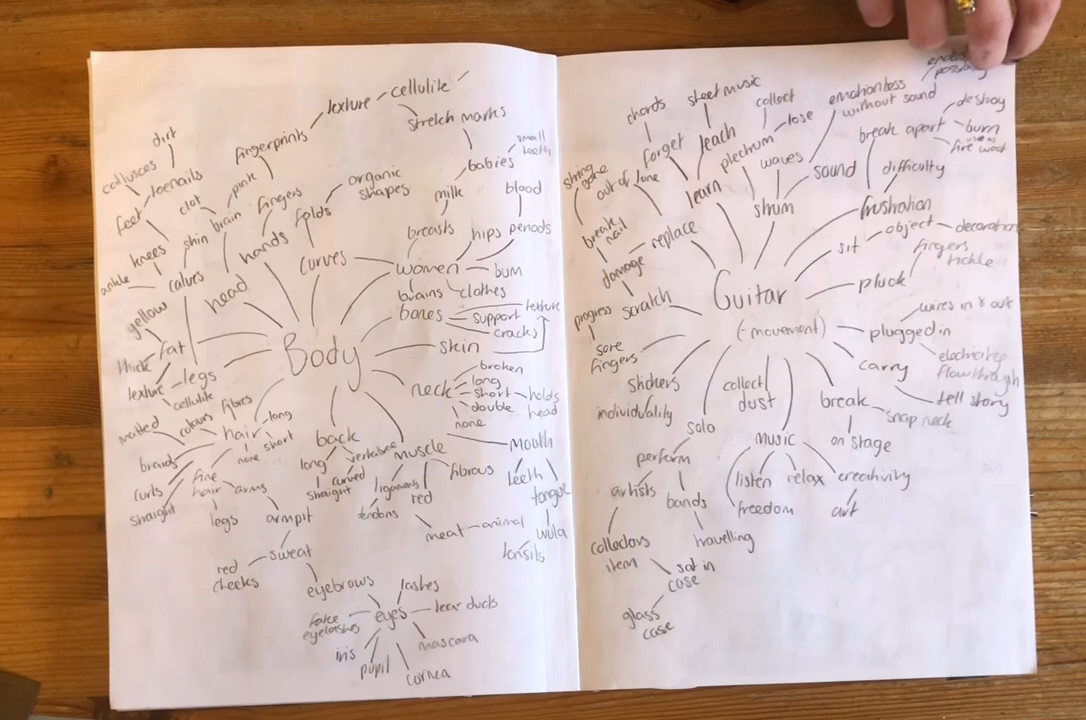 texture
cellulite
stretch marks
fingerprints
babies
small
teeth
dirt
callusces
toenails
feet
clot
pink
brain
fingers
folds
organic
shapes
milk
blood
breasts
hips
periods
knees
shin
hands
curves
women
bum
ankle
calves
head
brains
clothes
bones
support
texture
cracks
yellow
fat
thick
Body
skin
texture
legs
cellulite
neck
broken
long
short
double
none
holds
head
matted
colours
fibres
hair
long
short
none
braids
back
vertabrae
muscle
mouth
long
curved
straight
ligaments
tendons
red
fibrous
teeth
tongue
fine
hair
arms
curls
straight
legs
armpit
meat
animal
uvula
tonsils
sweat
red
cheeks
eyebrows
lashes
fake
eyelashes
eyes
tear ducts
iris
pupil
cornea
mascara
chords
sheet music
collect
lose
emotionless
without sound
destroy
break apart
burn
fire wood
forget
teach
plectrum
waves
sound
difficulty
string
gone
out of tune
learn
strum
frustration
break
nail
replace
sit
object
decoration
damage
pluck
fingers
tickle
progress
scratch
Guitar
(-movement)
wires in & out
plugged in
sore
fingers
electricity
flow through
carry
tell story
stickers
individuality
collect
dust
break
snap neck
on stage
solo
music
perform
listen
relax
creativity
artists
bands
freedom
art
collectors
item
travelling
sat in
case
glass
case